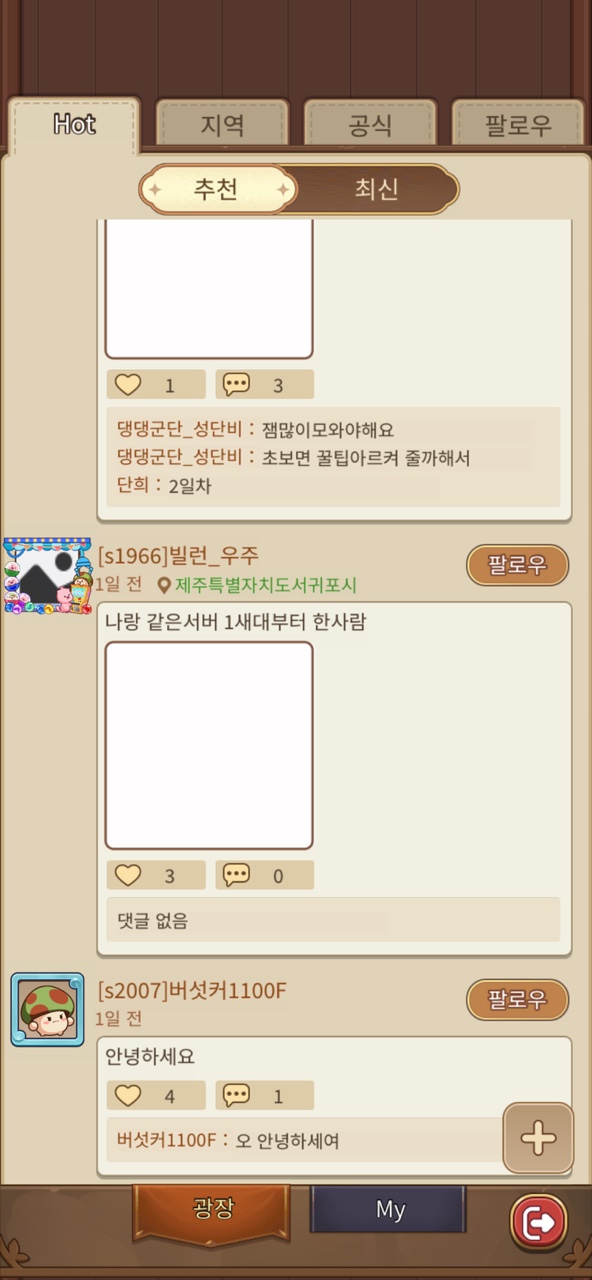 Hot
지역
공식
팔로우
추천
최신
1
3
댕댕군단_성단비 : 잼많이모와야해요
댕댕군단_성단비 : 초보면 꿀팁아르켜 줄까해서
단희 : 2일차
[s1966]빌런_우주
팔로우
1일 전 제주특별자치도서귀포시
나랑 같은서버 1새대부터 한사람
3
0
댓글 없음
[s2007]버섯커1100F
팔로우
1일 전
안녕하세요
4
1
버섯커1100F : 오 안녕하세여
광장
My